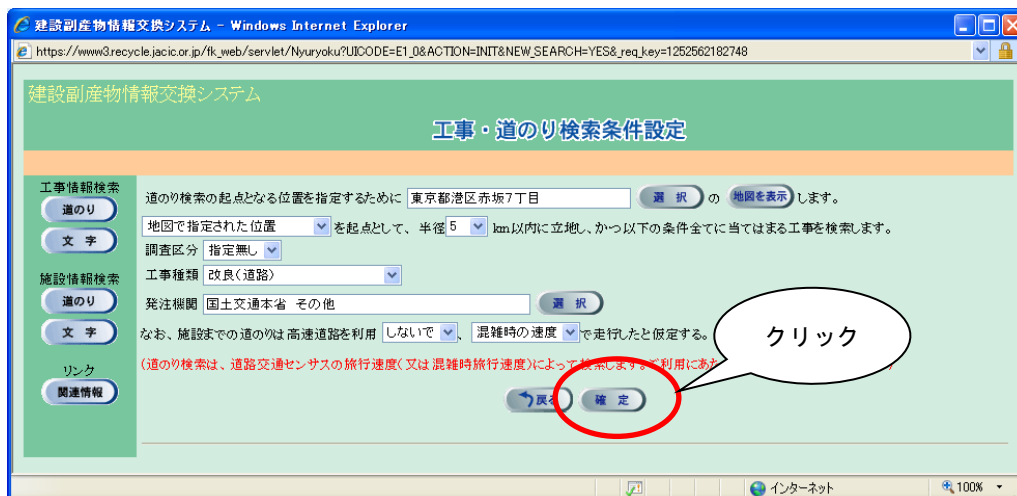 建設副産物情報交換システム - Windows Internet Explorer
https://www3.recycle.jacic.or.jp/fk_web/servlet/Nyuryoku?UICODE=E1_0&ACTION=INIT&NEW_SEARCH=YES&_req_key=1252562182748
建設副産物情報交換システム
工事・道のり検索条件設定
工事情報検索
道のり
文 字
施設情報検索
道のり
文 字
リンク
関連情報
道のり検索の起点となる位置を指定するために 東京都港区赤坂7丁目 選 択 の 地図を表示 します。
地図で指定された位置 を起点として、 半径 5 km以内に立地し、かつ以下の条件全てに当てはまる工事を検索します。
調査区分 指定無し
工事種類 改良(道路)
発注機関 国土交通本省 その他 選 択
なお、施設までの道のりは高速道路を利用 しないで 、 混雑時の速度 で走行したと仮定する。
(道のり検索は、道路交通センサスの旅行速度(又は混雑時旅行速度)によって検索します。ご利用にあた
戻る 確 定
クリック
インターネット 100%